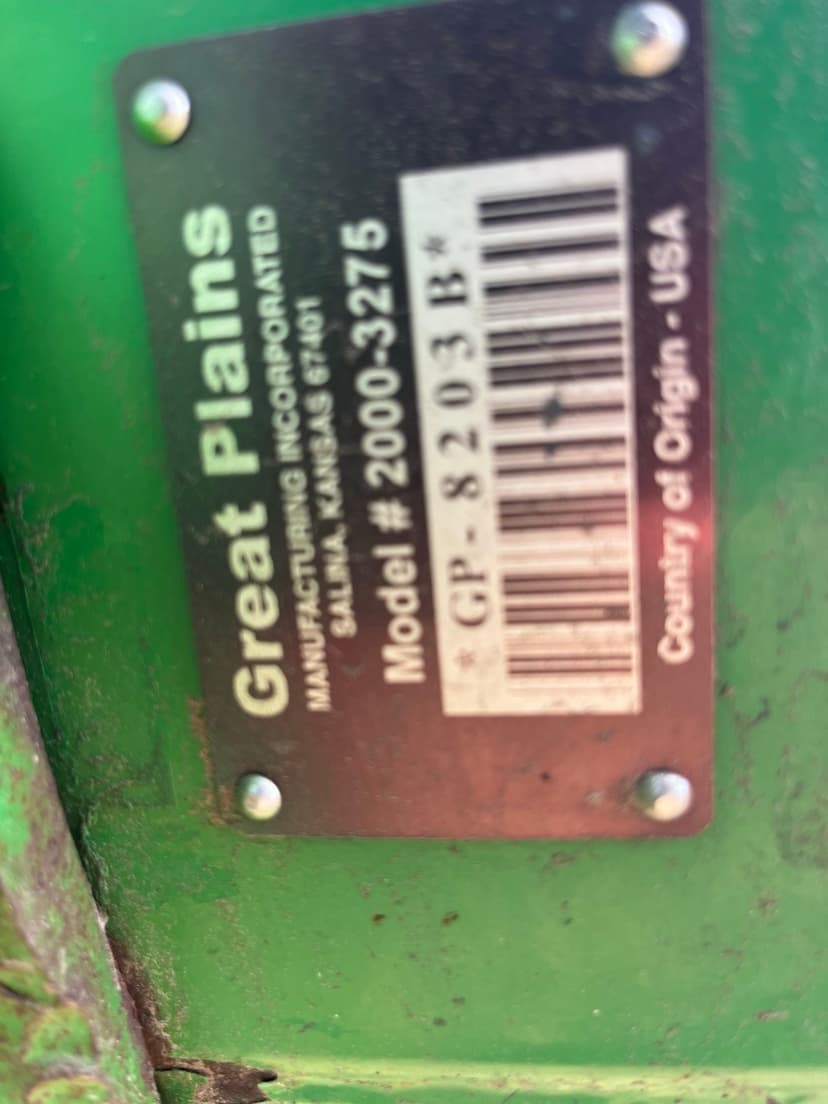 Great Plains
MANUFACTURING INCORPORATED
SALINA, KANSAS 67401
Model # 2000-3275
*GP-8203B*
Country of Origin - USA